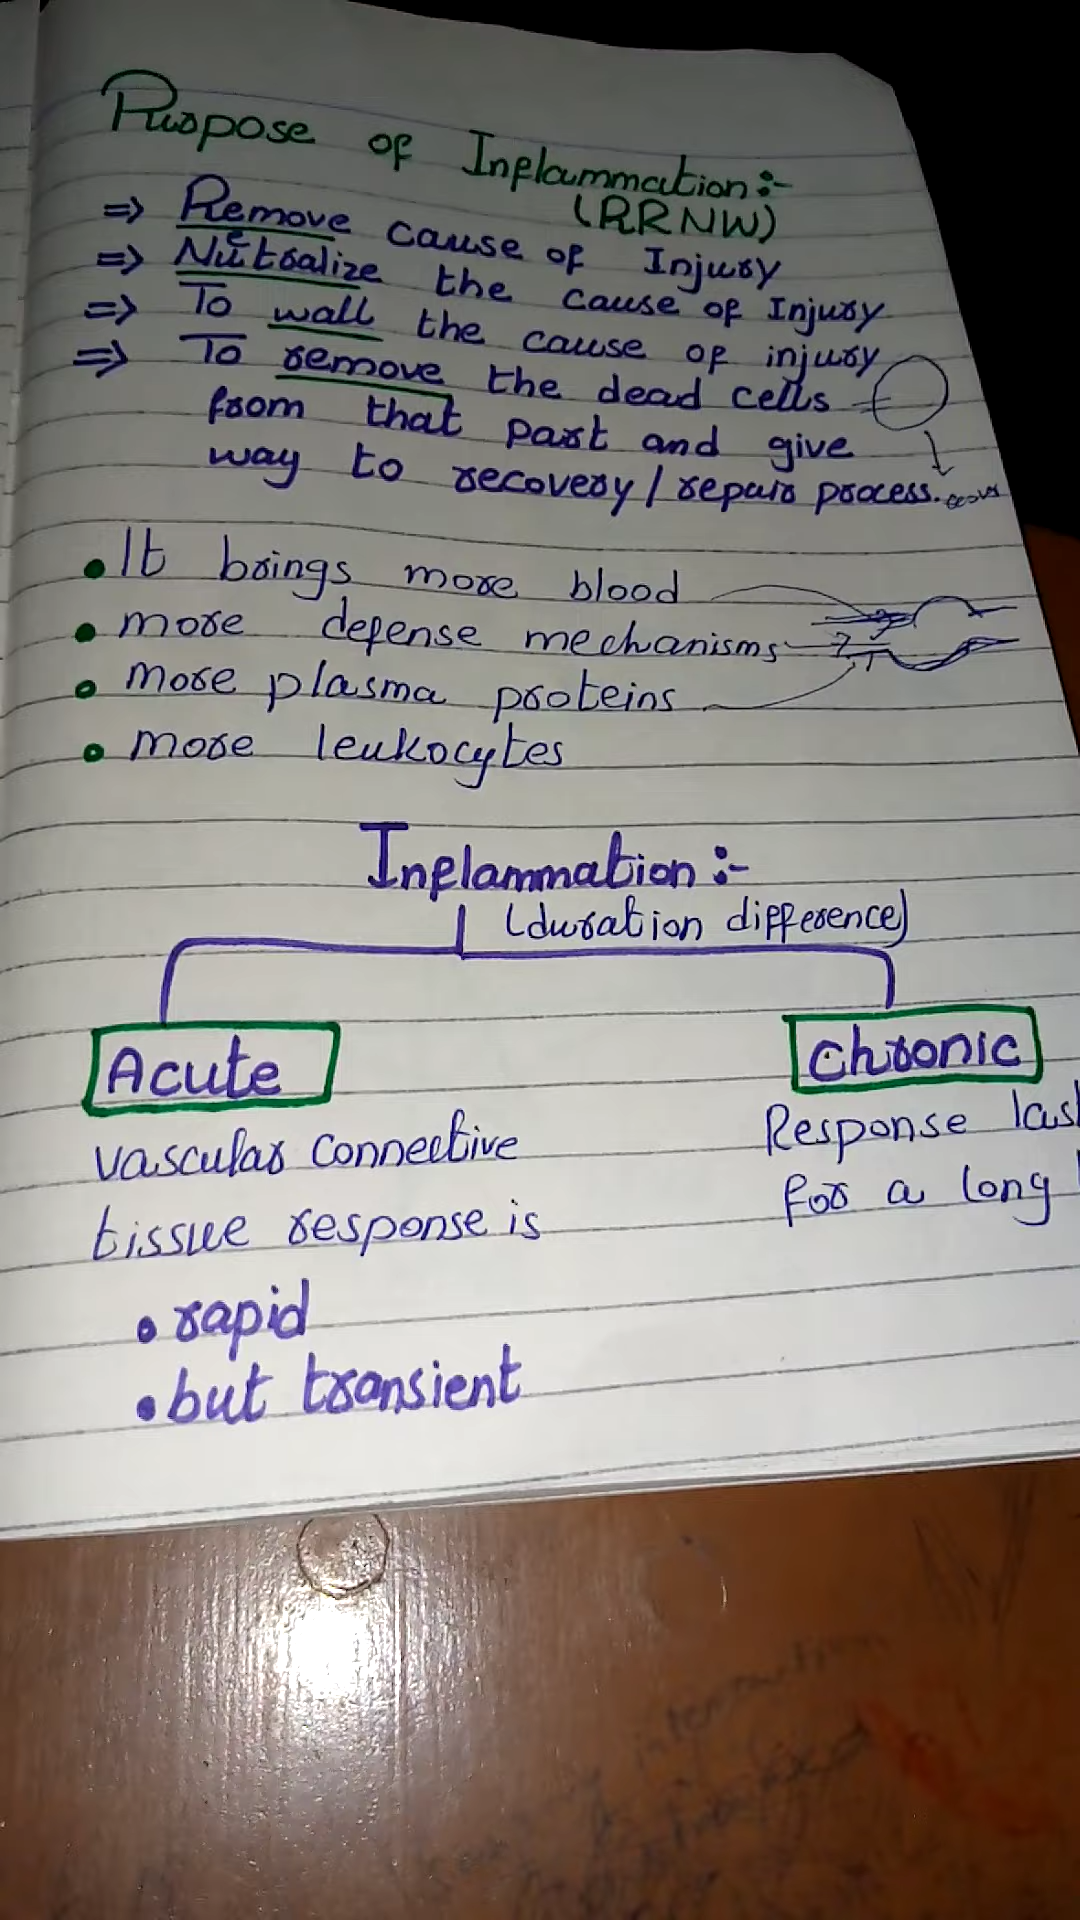 Purpose of Inflammation:-
(RRNW)
⇒ Remove cause of Injury
⇒ Neutralize the cause of Injury
⇒ To wall the cause of injury
⇒ To remove the dead cells
from that part and give
way to recovery / repair process.
• It brings more blood
• more defense mechanisms
• more plasma proteins
• more leukocytes
Inflammation :-
(duration difference)
Acute
Chronic
vascular connective
tissue response is
• rapid
• but transient
Response
for a long